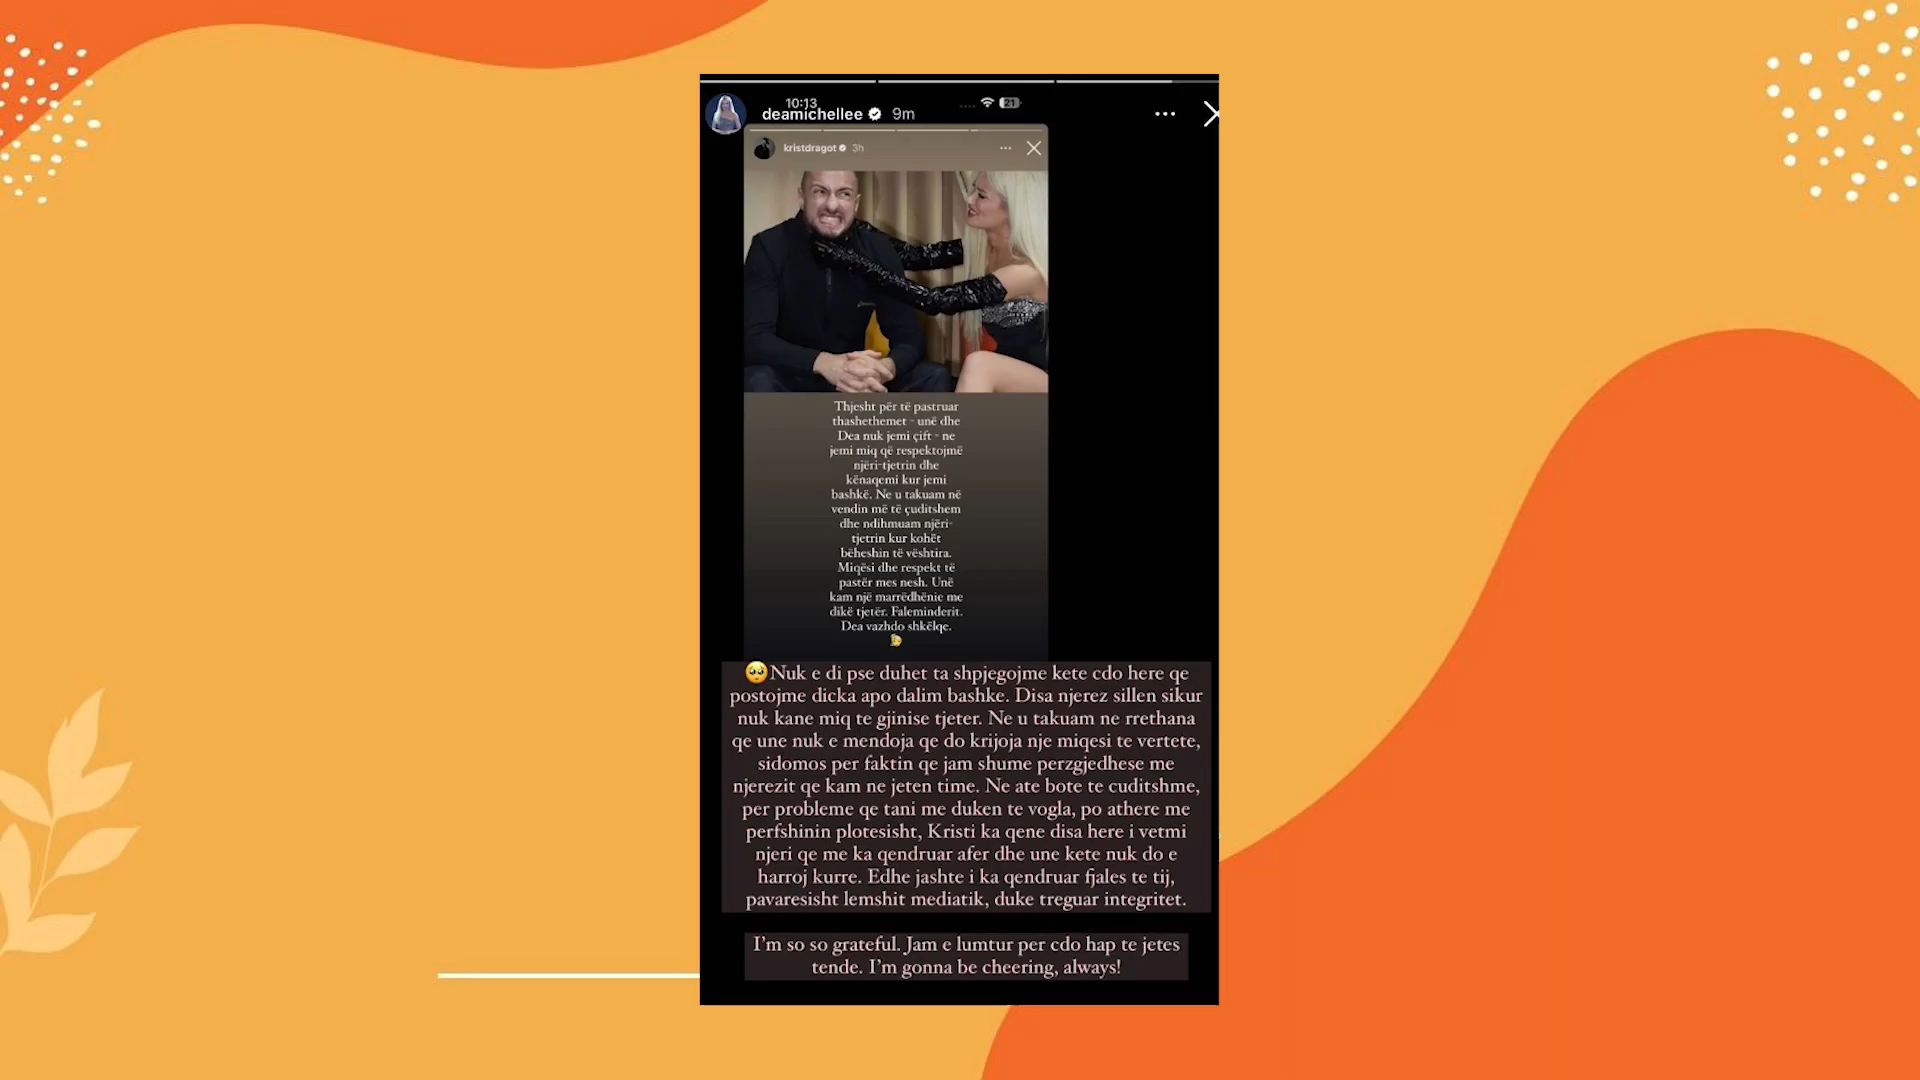 10:13
21
deamichellee 9m
kristdragot 3h
Thjesht për të pastruar
thashethemet - unë dhe
Dea nuk jemi çift - ne
jemi miq që respektojmë
njëri-tjetrin dhe
kënaqemi kur jemi
bashkë. Ne u takuam në
vendin më të çuditshem
dhe ndihmuam njëri-
tjetrin kur kohët
bëheshin të vështira.
Miqësi dhe respekt të
pastër mes nesh. Unë
kam një marrëdhënie me
dikë tjetër. Faleminderit.
Dea vazhdo shkëlqe.
🥺Nuk e di pse duhet ta shpjegojme kete cdo here qe
postojme dicka apo dalim bashke. Disa njerez sillen sikur
nuk kane miq te gjinise tjeter. Ne u takuam ne rrethana
qe une nuk e mendoja qe do krijoja nje miqesi te vertete,
sidomos per faktin qe jam shume perzgjedhese me
njerezit qe kam ne jeten time. Ne ate bote te cuditshme,
per probleme qe tani me duken te vogla, po athere me
perfshinin plotesisht, Kristi ka qene disa here i vetmi
njeri qe me ka qendruar afer dhe une kete nuk do e
harroj kurre. Edhe jashte i ka qendruar fjales te tij,
pavaresisht lemshit mediatik, duke treguar integritet.
I'm so so grateful. Jam e lumtur per cdo hap te jetes
tende. I'm gonna be cheering, always!